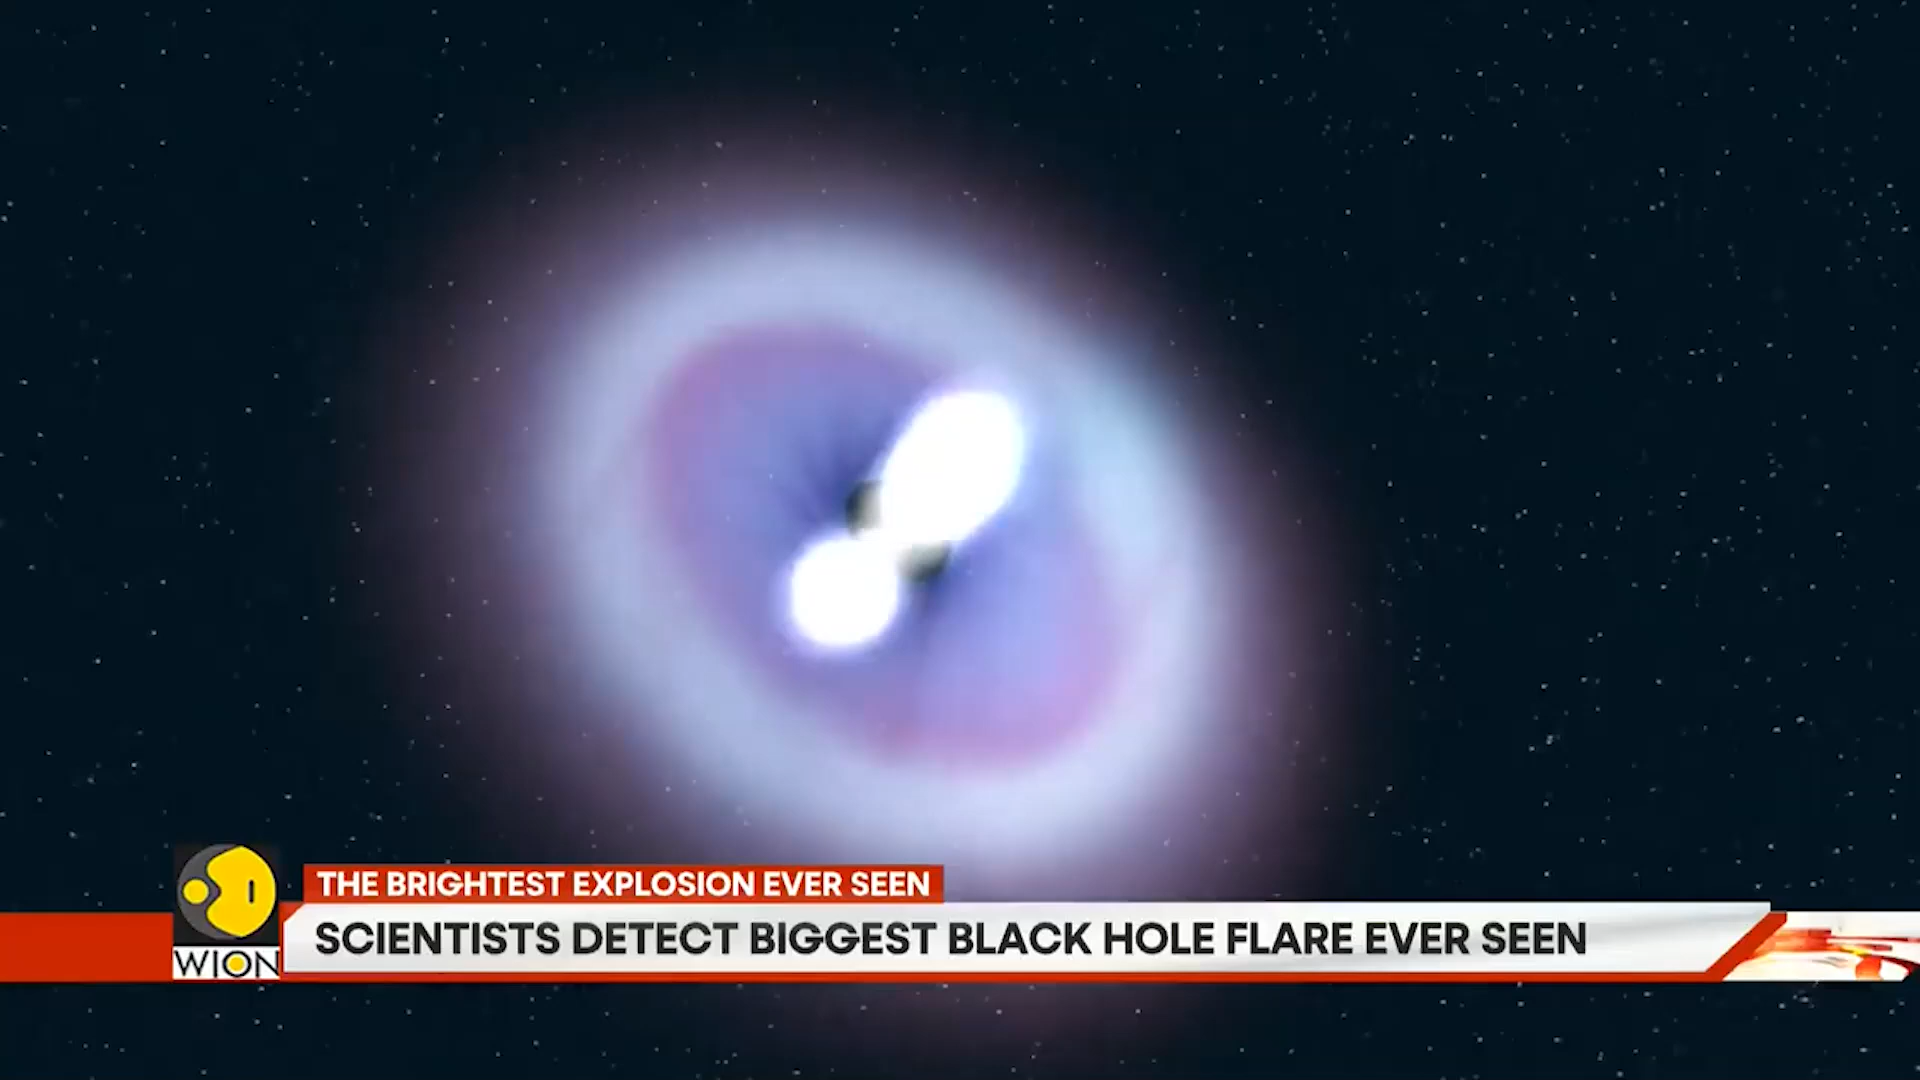 THE BRIGHTEST EXPLOSION EVER SEEN
SCIENTISTS DETECT BIGGEST BLACK HOLE FLARE EVER SEEN
WION